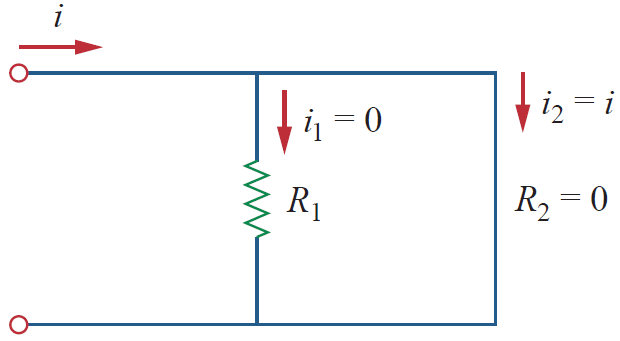 i
i₁ = 0
i₂ = i
R₁
R₂ = 0